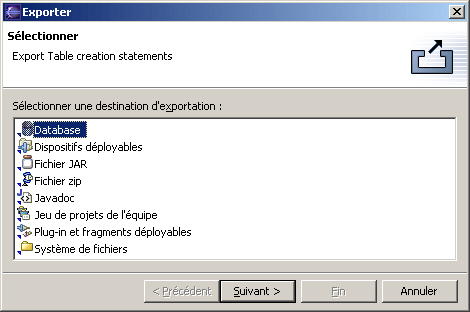 Exporter
Sélectionner
Export Table creation statements
Sélectionner une destination d'exportation :
Database
Dispositifs déployables
Fichier JAR
Fichier zip
Javadoc
Jeu de projets de l'équipe
Plug-in et fragments déployables
Système de fichiers
< Précédent
Suivant >
Fin
Annuler